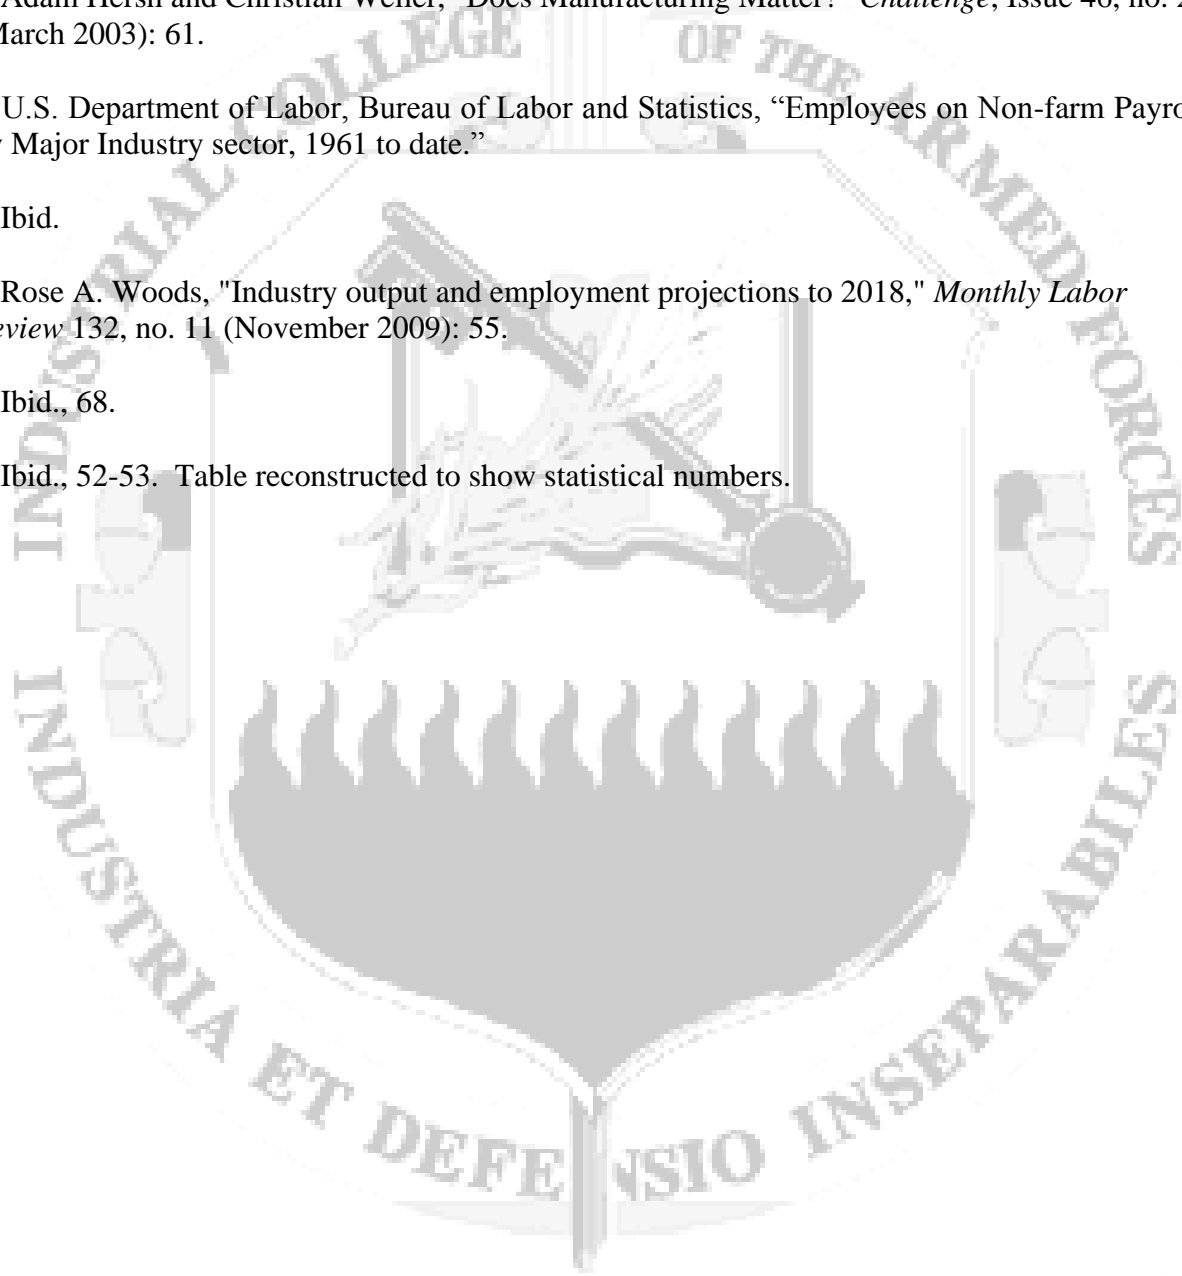 Adam Hersh and Christian Weller, "Does Manufacturing Matter?" Challenge, Issue 46, no. 2
March 2003): 61.
U.S. Department of Labor, Bureau of Labor and Statistics, “Employees on Non-farm Payro
Major Industry sector, 1961 to date.”
Ibid.
Rose A. Woods, "Industry output and employment projections to 2018," Monthly Labor
eview 132, no. 11 (November 2009): 55.
Ibid., 68.
Ibid., 52-53.  Table reconstructed to show statistical numbers.
INDUSTRIAL COLLEGE OF THE ARMED FORCES
INDUSTRIA ET DEFENSIO INSEPARABILES